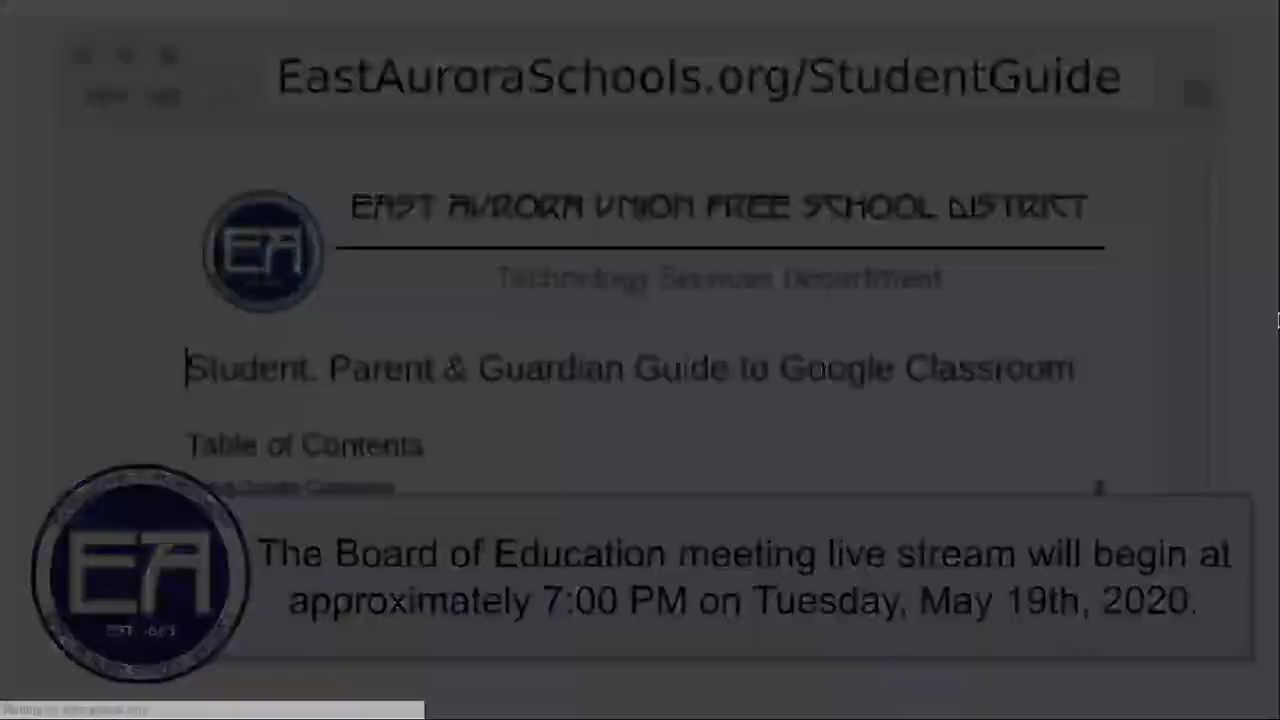 EastAuroraSchools.org/StudentGuide
EAST AURORA UNION FREE SCHOOL DISTRICT
EA
Technology Services Department
Student, Parent & Guardian Guide to Google Classroom
Table of Contents
The Board of Education meeting live stream will begin at
approximately 7:00 PM on Tuesday, May 19th, 2020.
EA